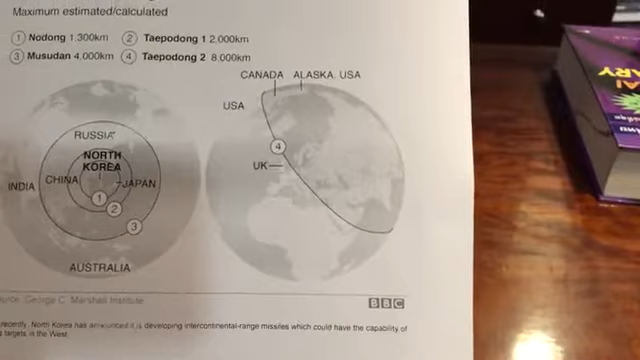 Maximum estimated/calculated
1 Nodong 1,300km 2 Taepodong 1 2,000km
3 Musudan 4,000km 4 Taepodong 2 8,000km
CANADA ALASKA, USA
USA
RUSSIA
NORTH
KOREA
4
UK
INDIA
CHINA
JAPAN
1
2
3
AUSTRALIA
George C. Marshall Institute
BBC
recently, North Korea has announced it is developing intercontinental-range missiles which could have the capability of
targets in the West.